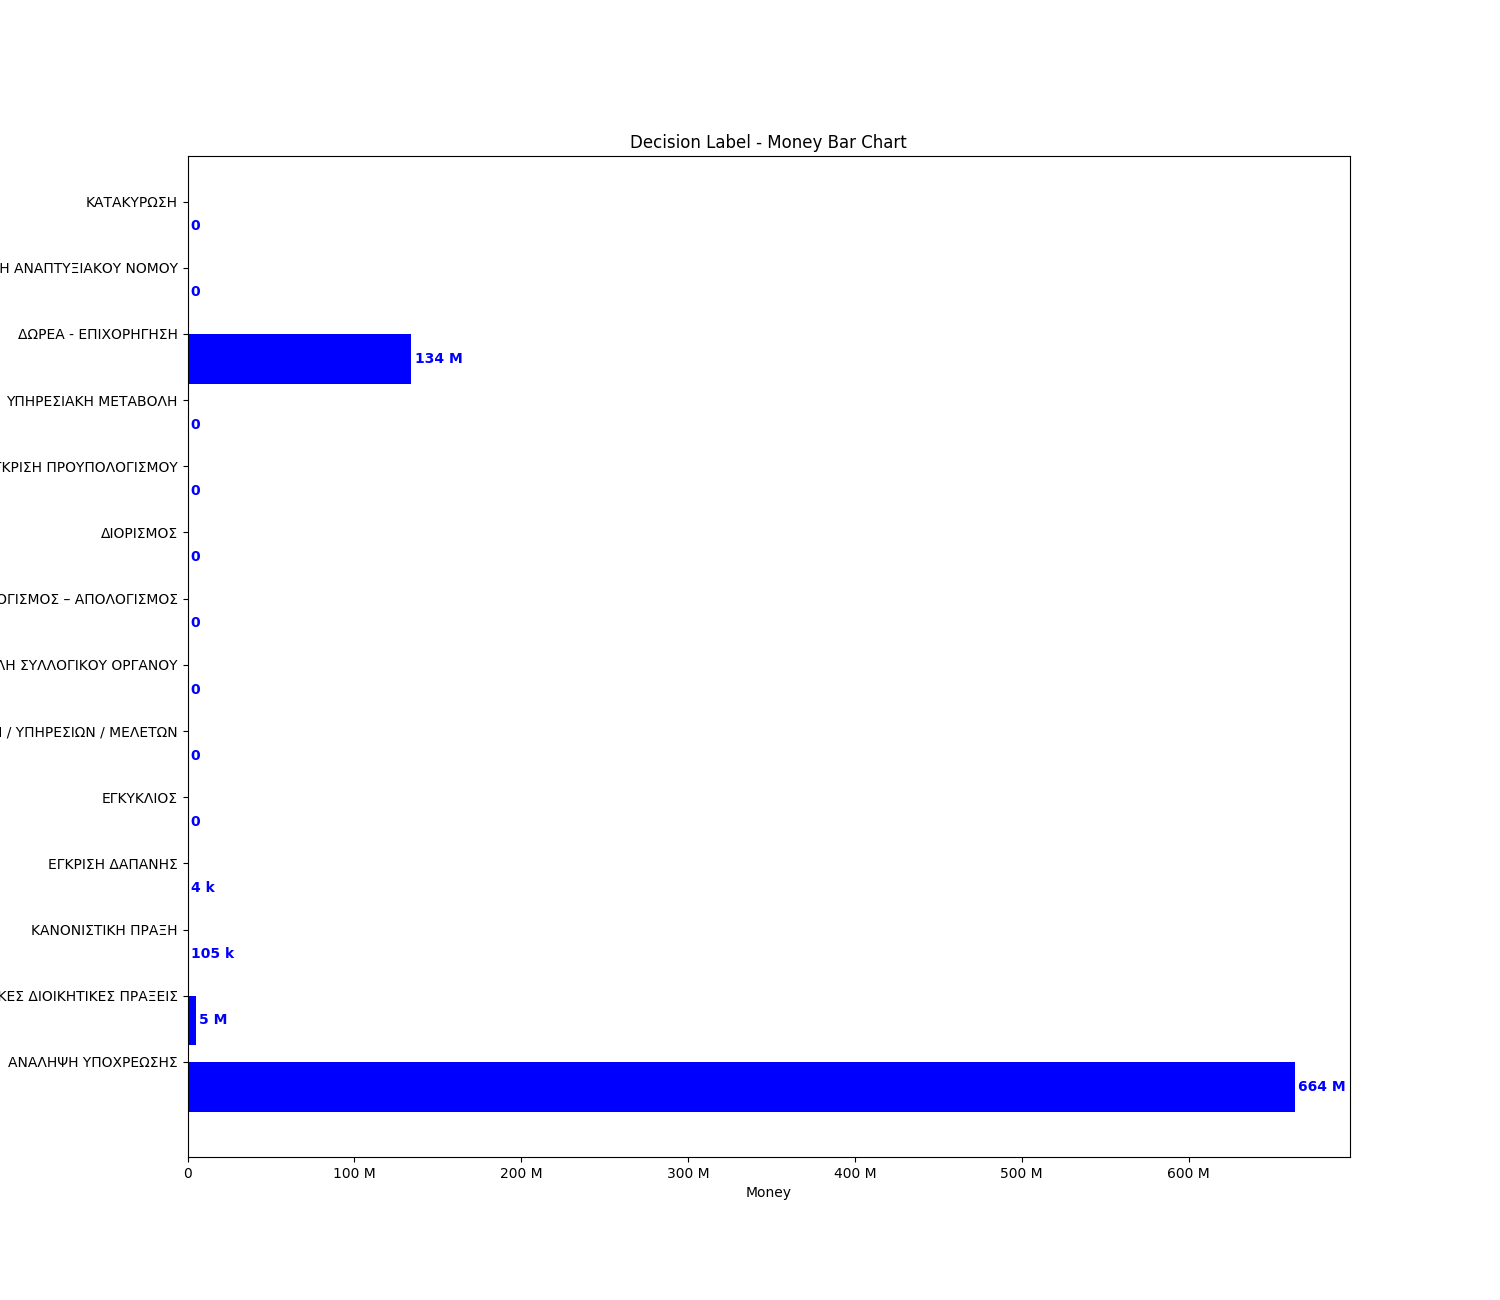 Decision Label - Money Bar Chart
ΚΑΤΑΚΥΡΩΣΗ
0
Η ΑΝΑΠΤΥΞΙΑΚΟΥ ΝΟΜΟΥ
0
ΔΩΡΕΑ - ΕΠΙΧΟΡΗΓΗΣΗ
134 M
ΥΠΗΡΕΣΙΑΚΗ ΜΕΤΑΒΟΛΗ
0
ΚΡΙΣΗ ΠΡΟΥΠΟΛΟΓΙΣΜΟΥ
0
ΔΙΟΡΙΣΜΟΣ
0
ΟΓΙΣΜΟΣ – ΑΠΟΛΟΓΙΣΜΟΣ
0
ΛΗ ΣΥΛΛΟΓΙΚΟΥ ΟΡΓΑΝΟΥ
0
/ ΥΠΗΡΕΣΙΩΝ / ΜΕΛΕΤΩΝ
0
ΕΓΚΥΚΛΙΟΣ
0
ΕΓΚΡΙΣΗ ΔΑΠΑΝΗΣ
4 k
ΚΑΝΟΝΙΣΤΙΚΗ ΠΡΑΞΗ
105 k
ΚΕΣ ΔΙΟΙΚΗΤΙΚΕΣ ΠΡΑΞΕΙΣ
5 M
ΑΝΑΛΗΨΗ ΥΠΟΧΡΕΩΣΗΣ
664 M
0 100 M 200 M 300 M 400 M 500 M 600 M
Money